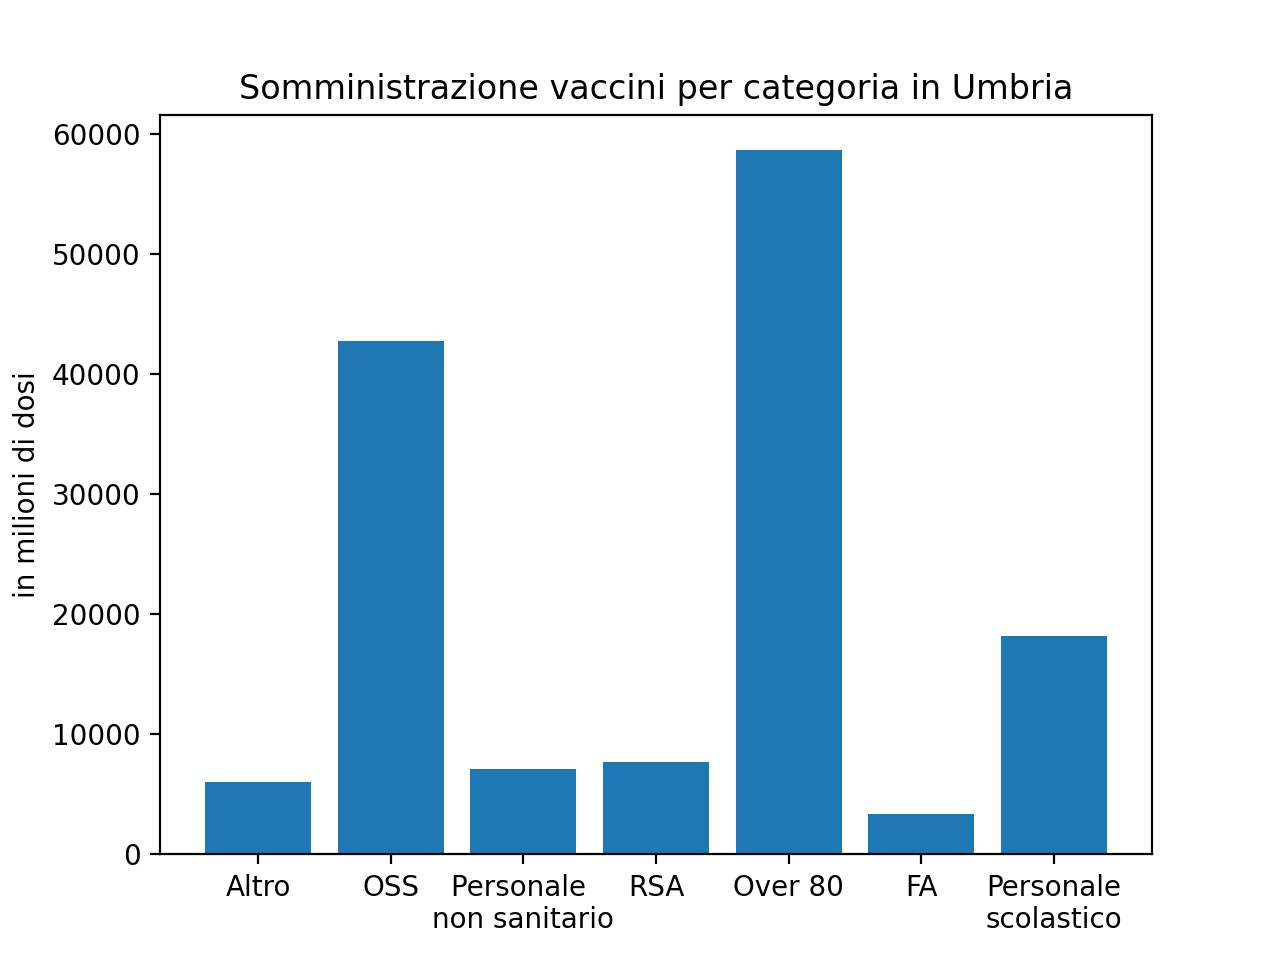 Somministrazione vaccini per categoria in Umbria
in milioni di dosi
60000
50000
40000
30000
20000
10000
0
Altro
OSS
Personale
non sanitario
RSA
Over 80
FA
Personale
scolastico